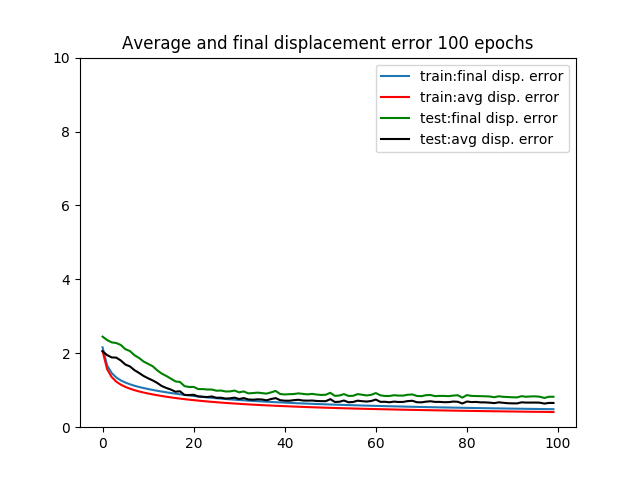 Average and final displacement error 100 epochs
10
8
6
4
2
0
train:final disp. error
train:avg disp. error
test:final disp. error
test:avg disp. error
0 20 40 60 80 100